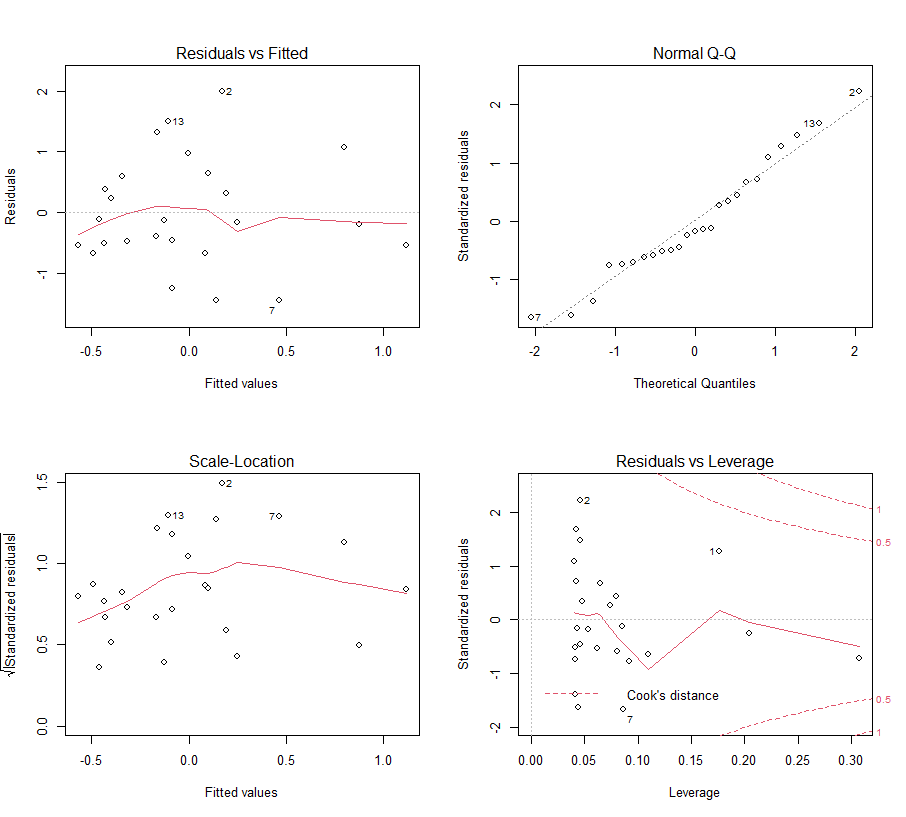 Residuals vs Fitted
Residuals
2
1
0
-1
2
13
7
-0.5 0.0 0.5 1.0
Fitted values
Normal Q-Q
Standardized residuals
2
1
0
-1
2
13
7
-2 -1 0 1 2
Theoretical Quantiles
Scale-Location
√|Standardized residuals|
1.5
1.0
0.5
0.0
2
13
7
-0.5 0.0 0.5 1.0
Fitted values
Residuals vs Leverage
Standardized residuals
2
1
0
-1
-2
2
1
7
Cook's distance
1
0.5
0.5
1
0.00 0.05 0.10 0.15 0.20 0.25 0.30
Leverage